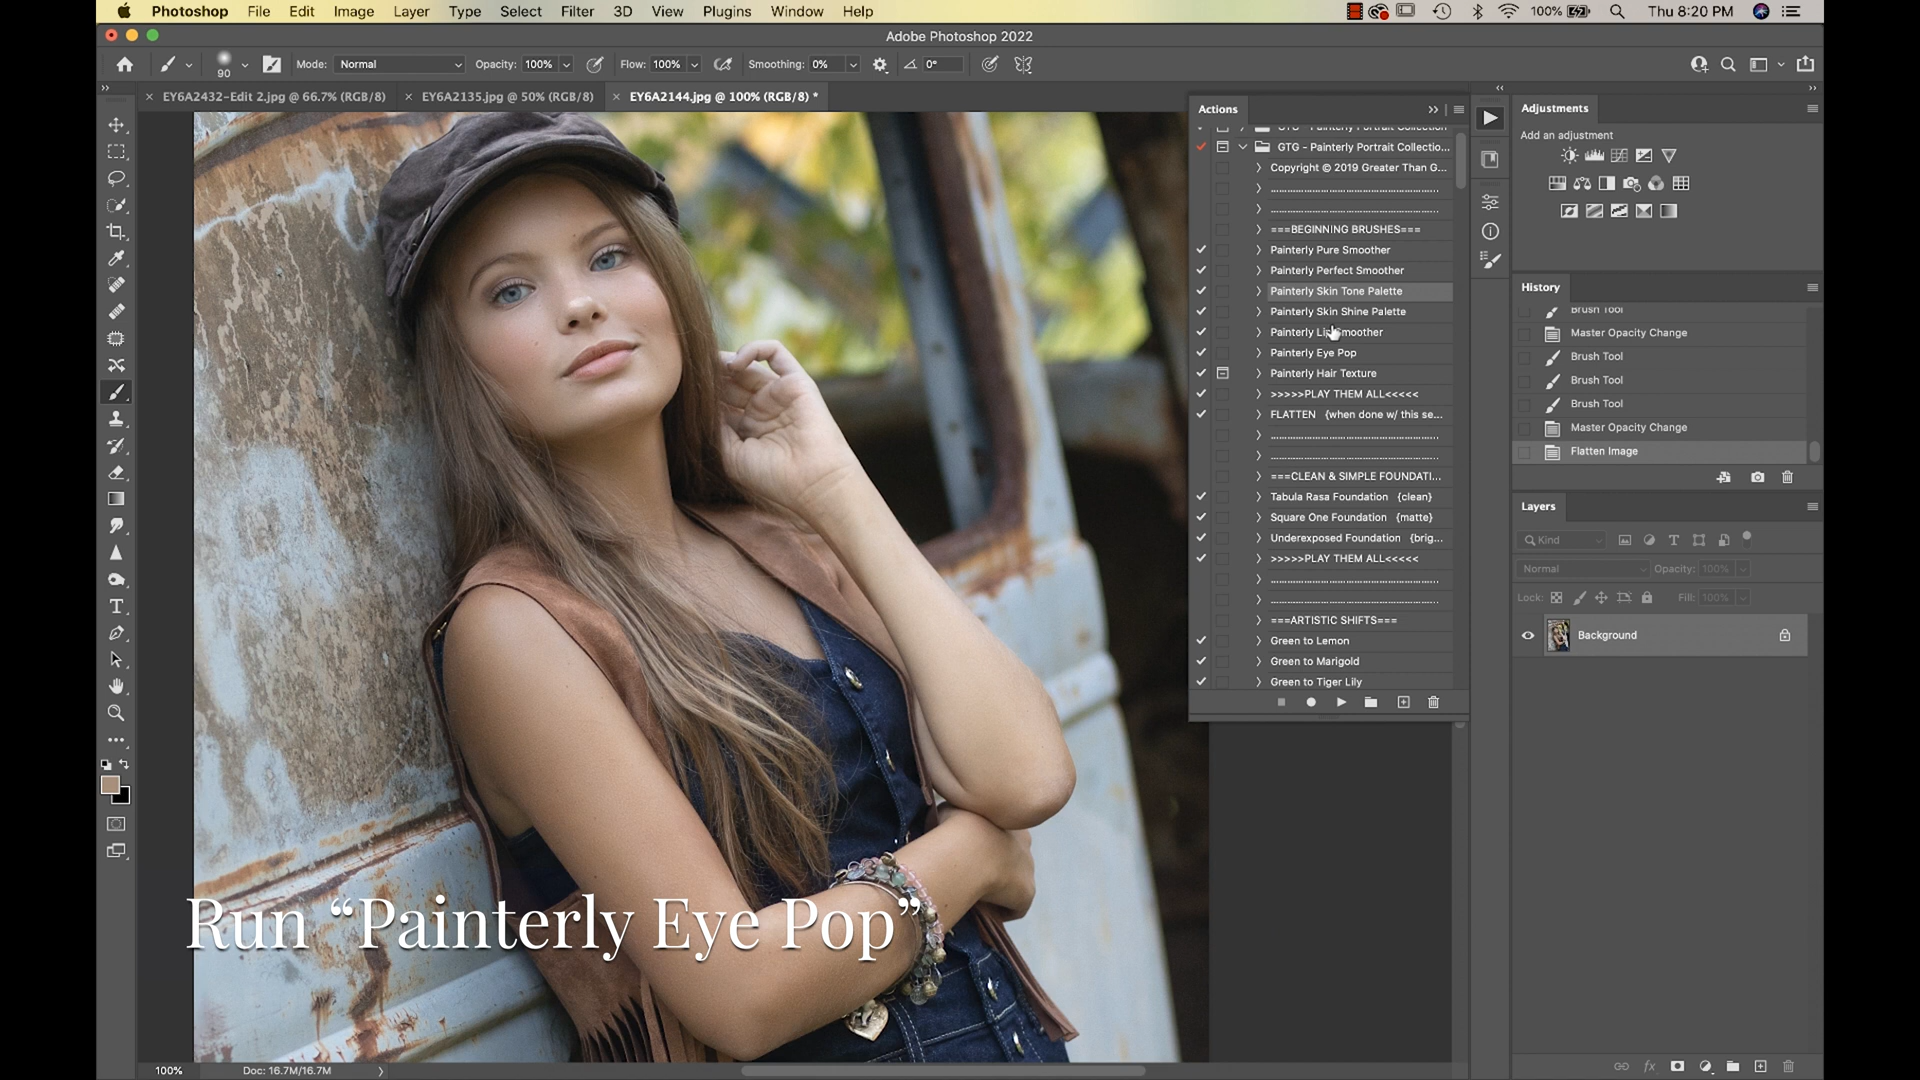 Photoshop File Edit Image Layer Type Select Filter 3D View Plugins Window Help 100% Thu 8:20 PM
Adobe Photoshop 2022
90 Mode: Normal Opacity: 100% Flow: 100% Smoothing: 0% 0°
EY6A2432-Edit 2.jpg @ 66.7% (RGB/8) EY6A2135.jpg @ 50% (RGB/8) EY6A2144.jpg @ 100% (RGB/8) *
Actions
GTG - Painterly Portrait Collection
GTG - Painterly Portrait Collectio...
Copyright © 2019 Greater Than G...
===BEGINNING BRUSHES===
Painterly Pure Smoother
Painterly Perfect Smoother
Painterly Skin Tone Palette
Painterly Skin Shine Palette
Painterly Lip Smoother
Painterly Eye Pop
Painterly Hair Texture
>>>>>PLAY THEM ALL<<<<<
FLATTEN {when done w/ this se...
===CLEAN & SIMPLE FOUNDATI...
Tabula Rasa Foundation {clean}
Square One Foundation {matte}
Underexposed Foundation {brig...
>>>>>PLAY THEM ALL<<<<<
===ARTISTIC SHIFTS===
Green to Lemon
Green to Marigold
Green to Tiger Lily
Adjustments
Add an adjustment
History
Brush Tool
Master Opacity Change
Brush Tool
Brush Tool
Brush Tool
Master Opacity Change
Flatten Image
Layers
Kind
Normal Opacity: 100%
Lock: Fill: 100%
Background
Run “Painterly Eye Pop”
100% Doc: 16.7M/16.7M